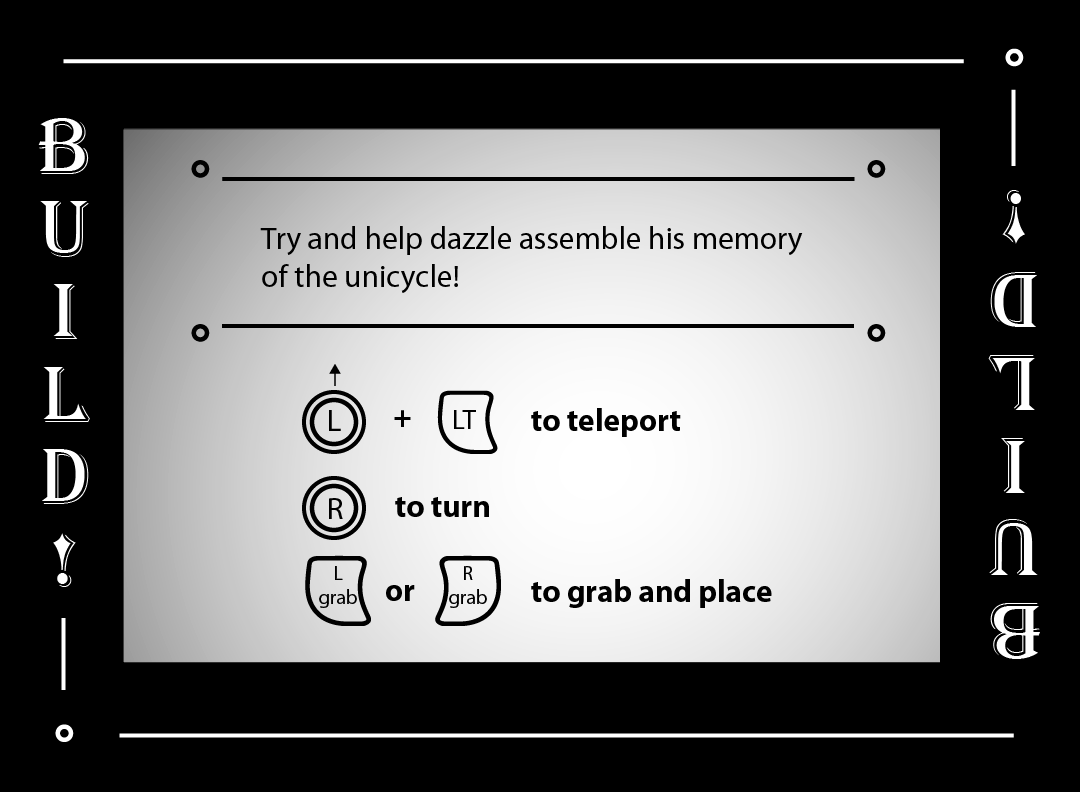 BUILD!
Try and help dazzle assemble his memory
of the unicycle!
L + LT to teleport
R to turn
L grab or R grab to grab and place
BUILD!